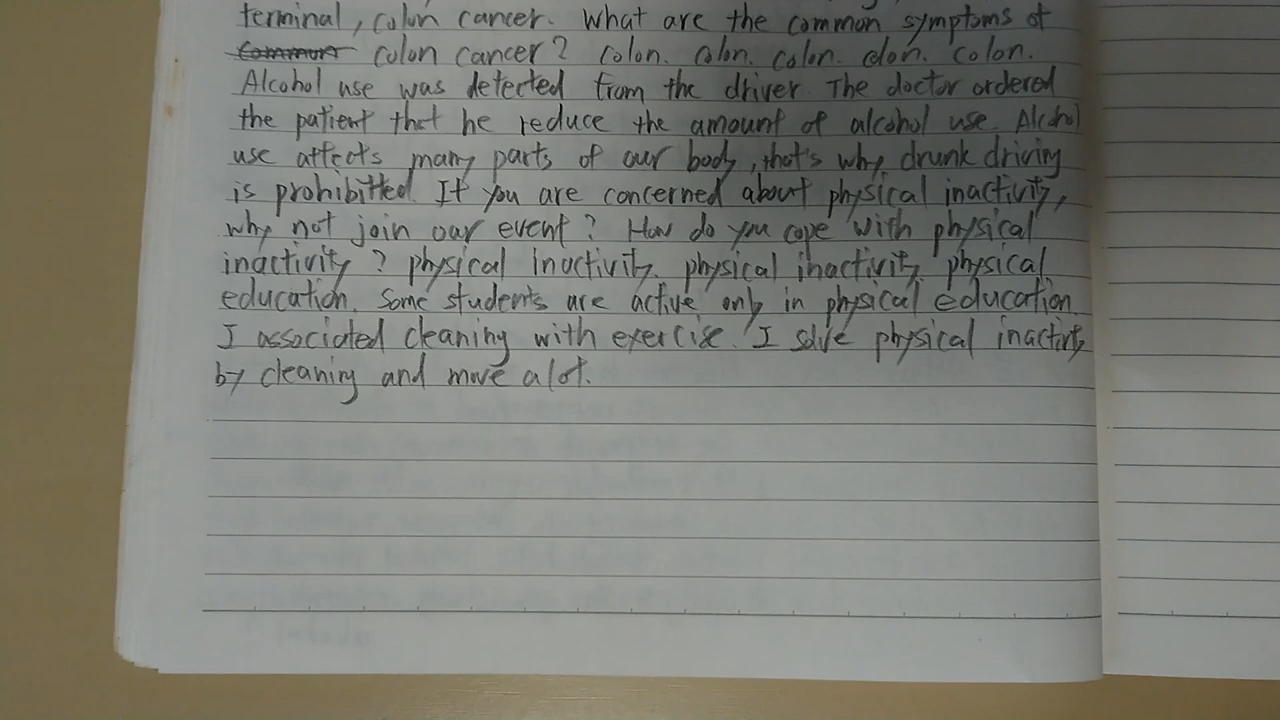 terminal, colon cancer. What are the common symptoms of
common colon cancer? colon. colon. colon. colon. colon.
Alcohol use was detected from the driver. The doctor ordered
the patient that he reduce the amount of alcohol use. Alcohol
use affects many parts of our body, that's why drunk driving
is prohibitted. If you are concerned about physical inactivity,
why not join our event? How do you cope with physical
inactivity? physical inactivity. physical inactivity physical
education. Some students are active only in physical education.
I associated cleaning with exercise. I solve physical inactivity
by cleaning and move alot.